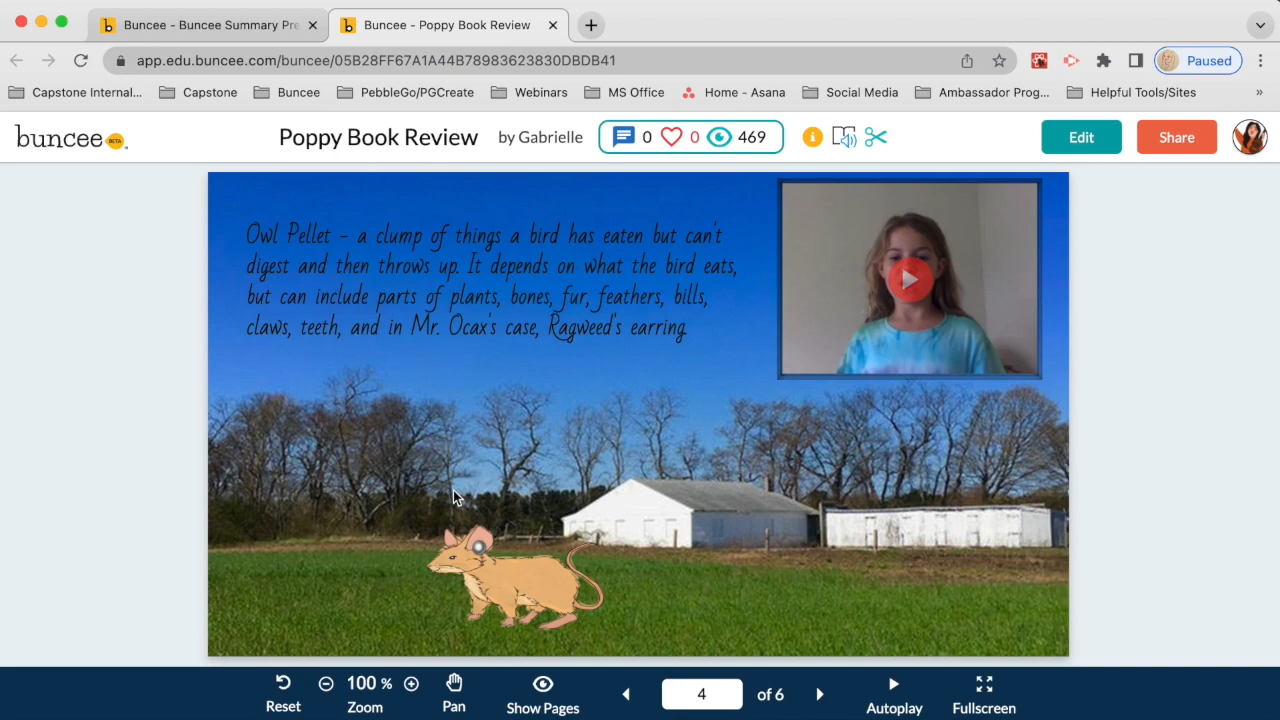 Buncee - Buncee Summary Pre
Buncee - Poppy Book Review
app.edu.buncee.com/buncee/05B28FF67A1A44B78983623830DBDB41
Paused
Capstone Internal...
Capstone
Buncee
PebbleGo/PGCreate
Webinars
MS Office
Home - Asana
Social Media
Ambassador Prog...
Helpful Tools/Sites
buncee BETA
Poppy Book Review
by Gabrielle
0
0
469
Edit
Share
Owl Pellet - a clump of things a bird has eaten but can't
digest and then throws up. It depends on what the bird eats,
but can include parts of plants, bones, fur, feathers, bills,
claws, teeth, and in Mr. Ocax's case, Ragweed's earring.
Reset
100 %
Zoom
Pan
Show Pages
4
of 6
Autoplay
Fullscreen